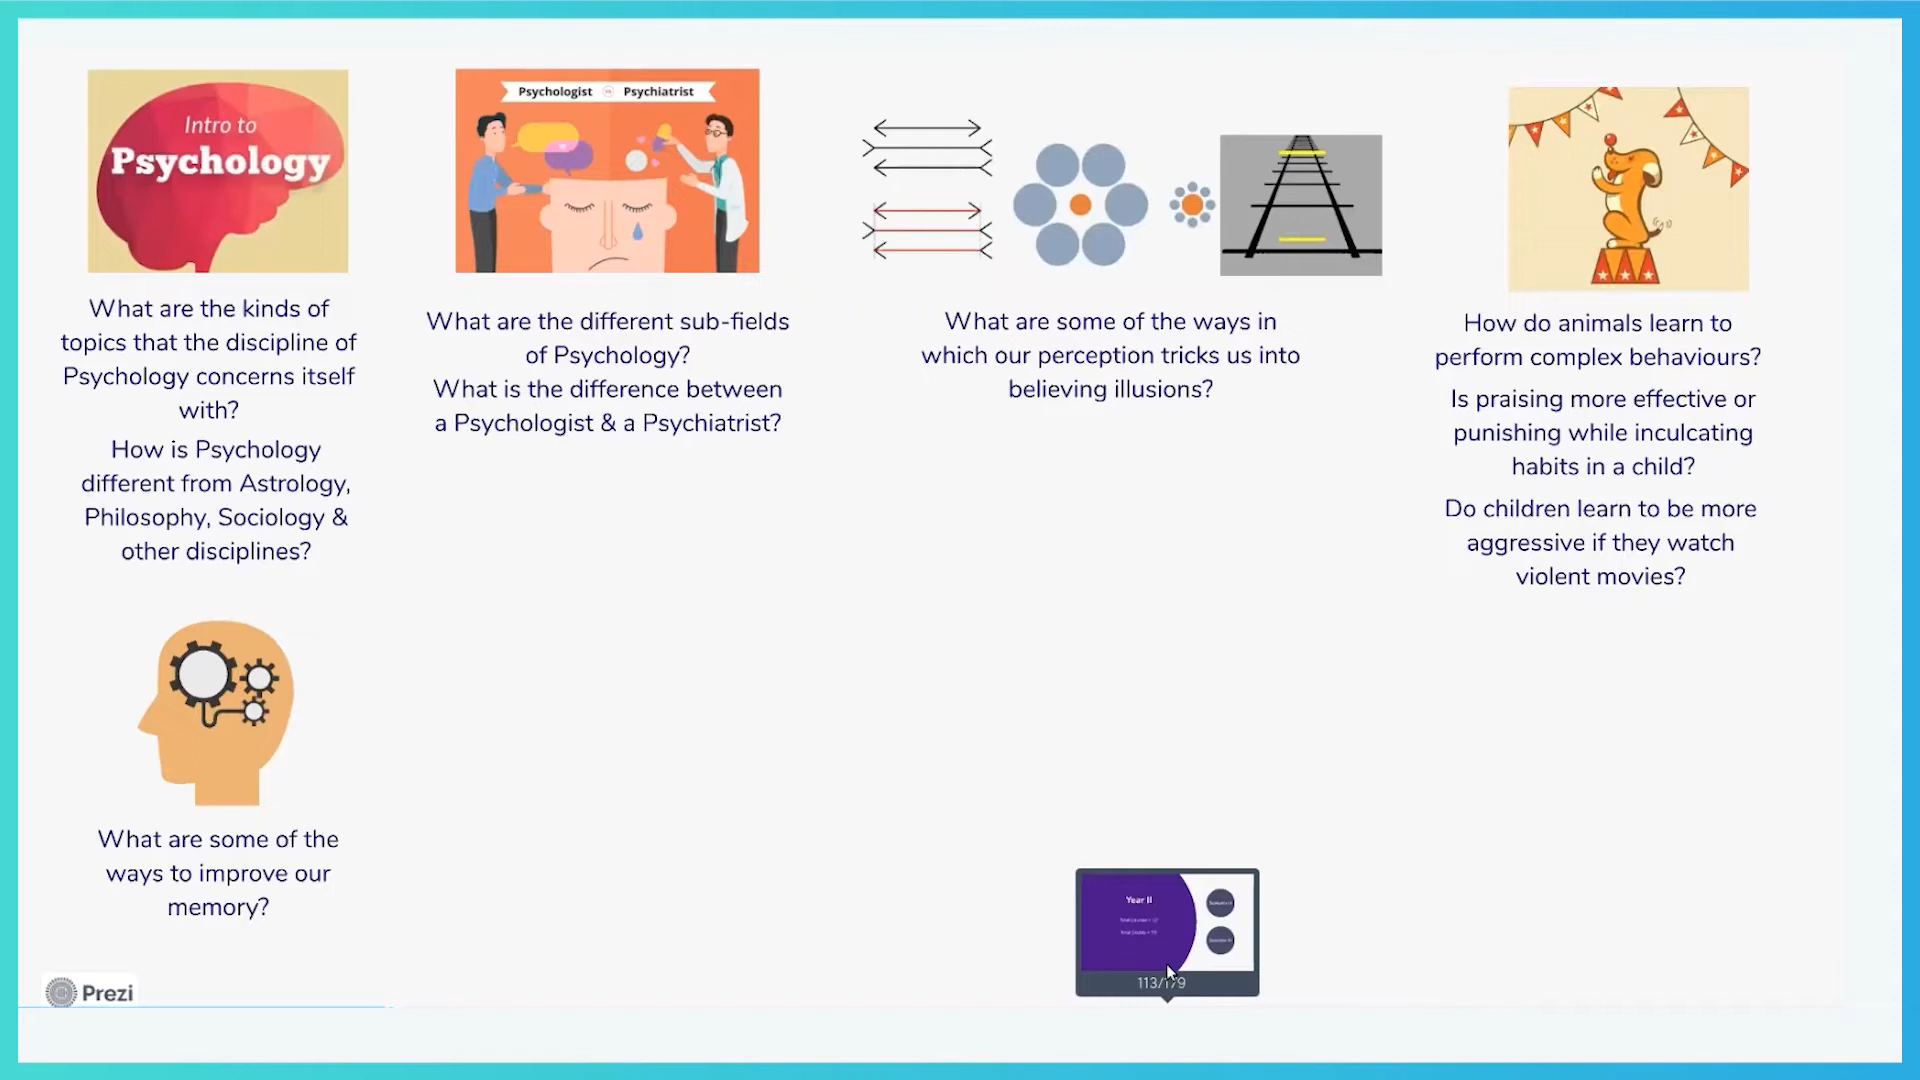 Intro to
Psychology
What are the kinds of
topics that the discipline of
Psychology concerns itself
with?
How is Psychology
different from Astrology,
Philosophy, Sociology &
other disciplines?
Psychologist vs Psychiatrist
What are the different sub-fields
of Psychology?
What is the difference between
a Psychologist & a Psychiatrist?
What are some of the ways in
which our perception tricks us into
believing illusions?
How do animals learn to
perform complex behaviours?
Is praising more effective or
punishing while inculcating
habits in a child?
Do children learn to be more
aggressive if they watch
violent movies?
What are some of the
ways to improve our
memory?
Year II
113/179
Prezi